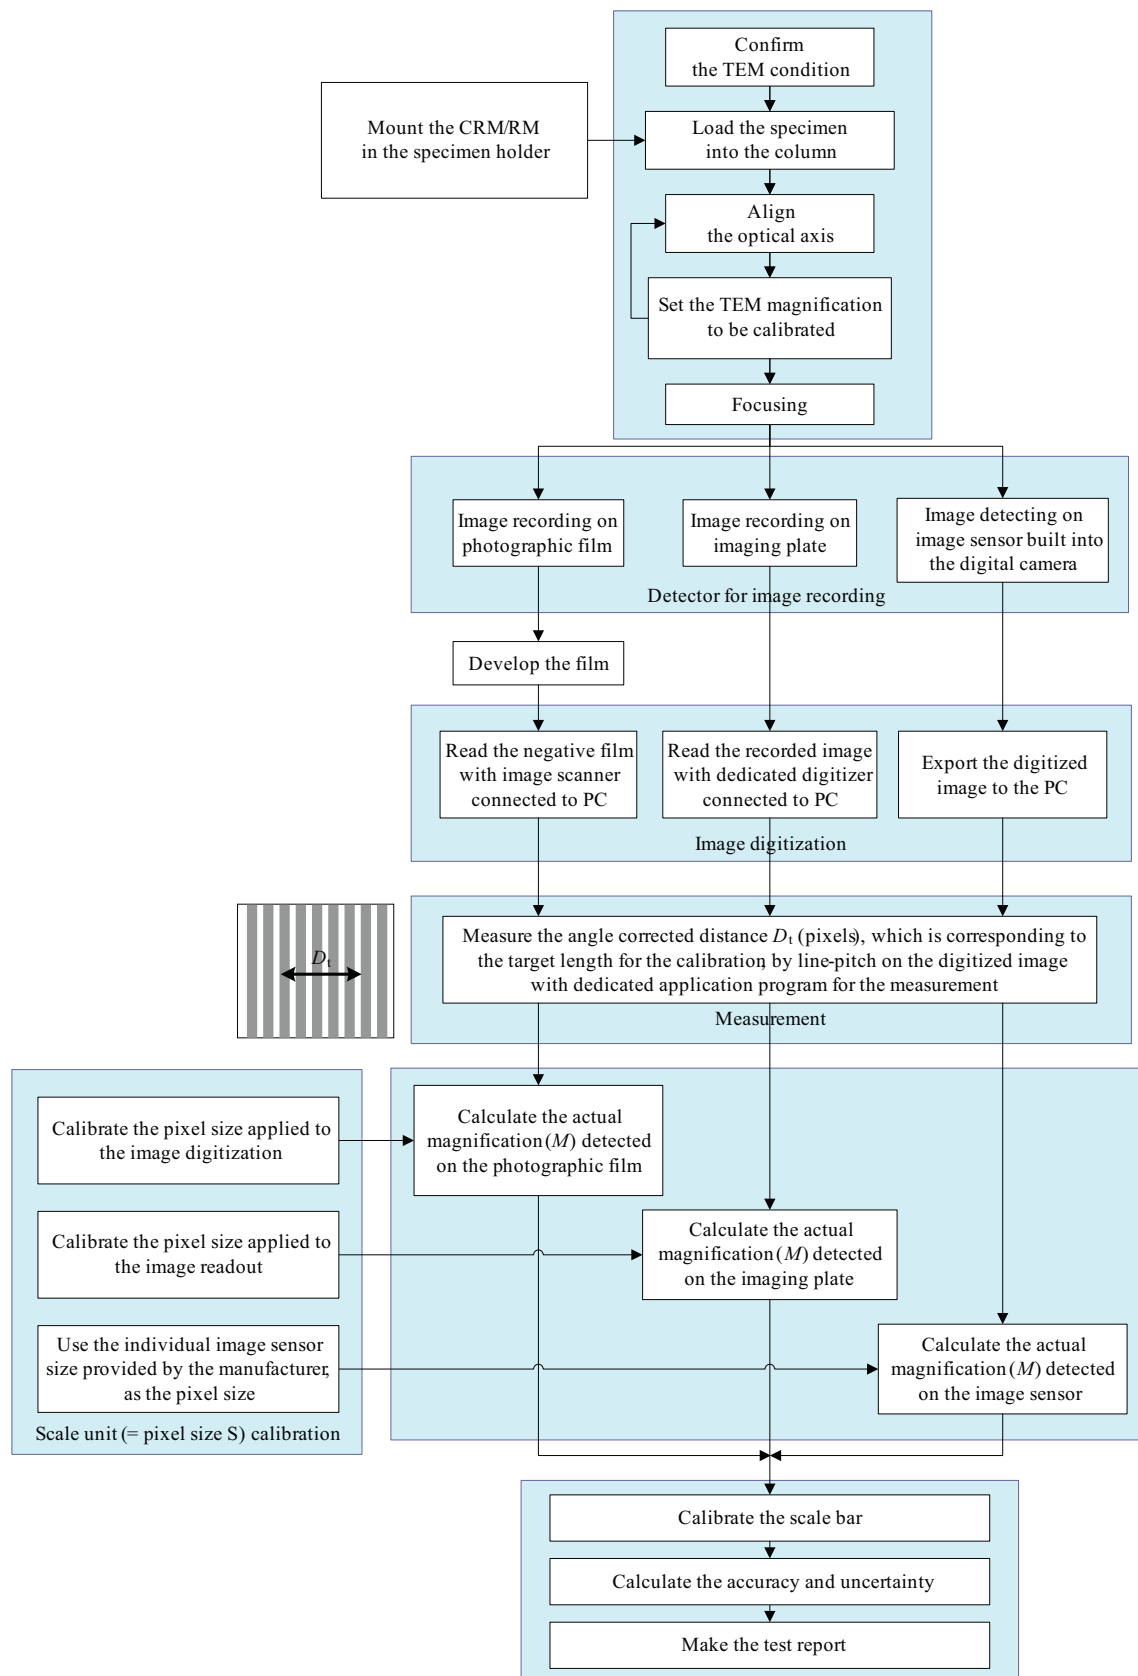 Confirm
the TEM condition
Mount the CRM/RM
in the specimen holder
Load the specimen
into the column
Align
the optical axis
Set the TEM magnification
to be calibrated
Focusing
Image recording on
photographic film
Image recording on
imaging plate
Image detecting on
image sensor built into
the digital camera
Detector for image recording
Develop the film
Read the negative film
with image scanner
connected to PC
Read the recorded image
with dedicated digitizer
connected to PC
Export the digitized
image to the PC
Image digitization
Dt
Measure the angle corrected distance Dt (pixels), which is corresponding to
the target length for the calibration, by line-pitch on the digitized image
with dedicated application program for the measurement
Measurement
Calibrate the pixel size applied to
the image digitization
Calculate the actual
magnification (M) detected
on the photographic film
Calibrate the pixel size applied to
the image readout
Calculate the actual
magnification (M) detected
on the imaging plate
Use the individual image sensor
size provided by the manufacturer,
as the pixel size
Calculate the actual
magnification (M) detected
on the image sensor
Scale unit (= pixel size S) calibration
Calibrate the scale bar
Calculate the accuracy and uncertainty
Make the test report